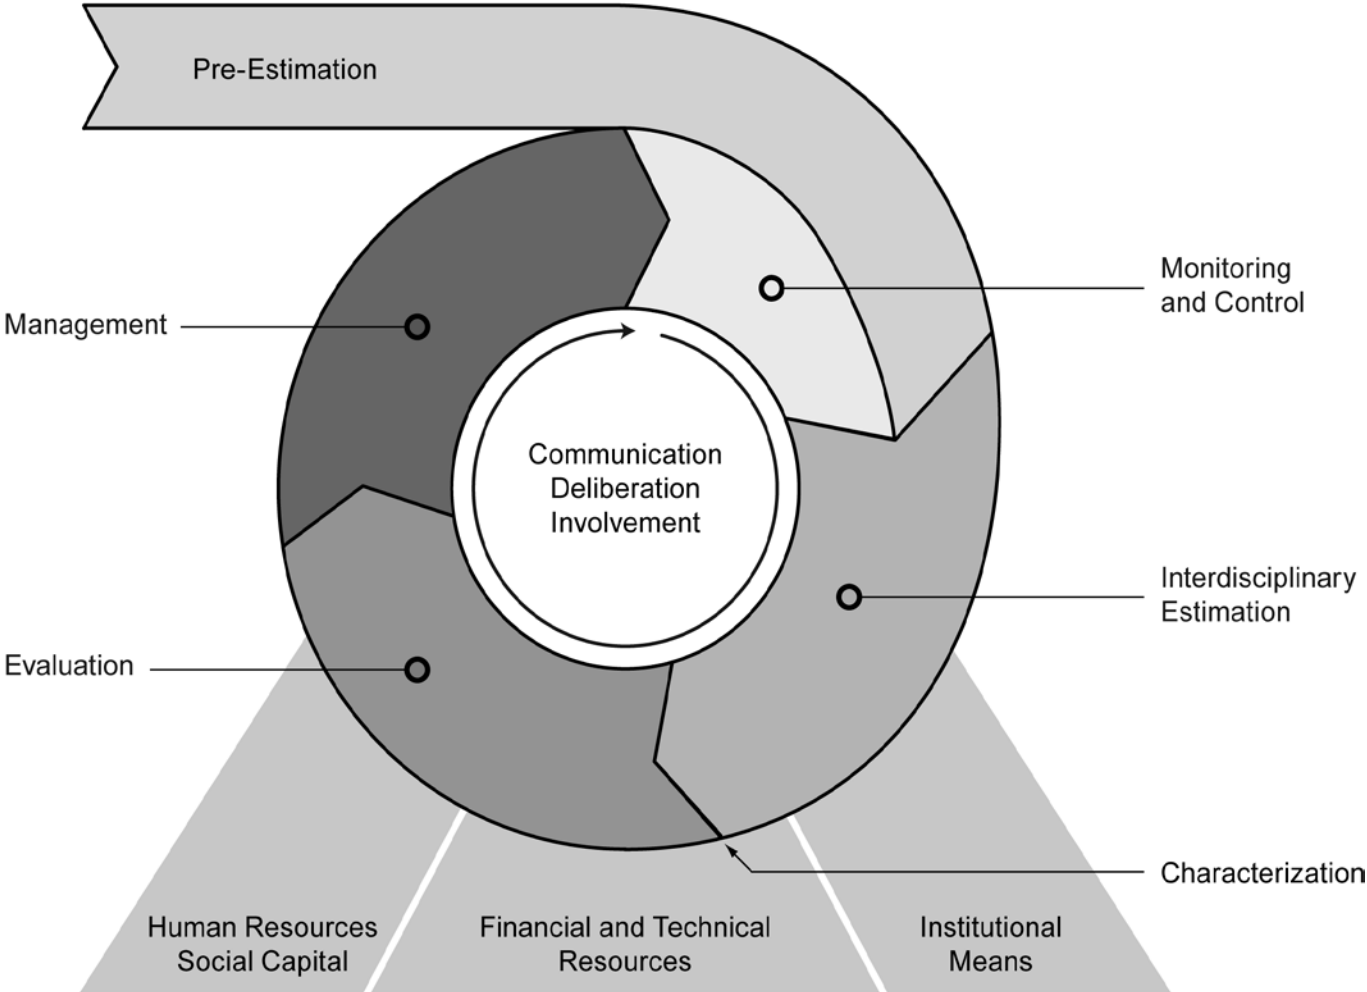 Pre-Estimation
Monitoring
and Control
Management
Communication
Deliberation
Involvement
Interdisciplinary
Estimation
Evaluation
Characterization
Human Resources
Social Capital
Financial and Technical
Resources
Institutional
Means